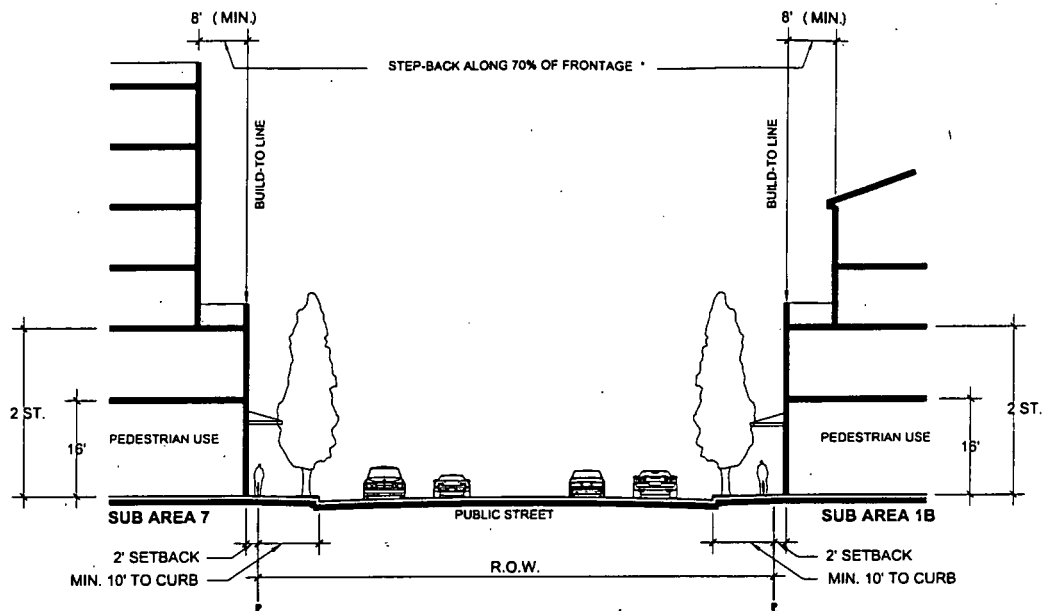 8' (MIN.)
8' (MIN.)
STEP-BACK ALONG 70% OF FRONTAGE
BUILD-TO LINE
BUILD-TO LINE
2 ST.
16'
PEDESTRIAN USE
PEDESTRIAN USE
16'
2 ST.
SUB AREA 7
PUBLIC STREET
SUB AREA 1B
2' SETBACK
MIN. 10' TO CURB
R.O.W.
2' SETBACK
MIN. 10' TO CURB